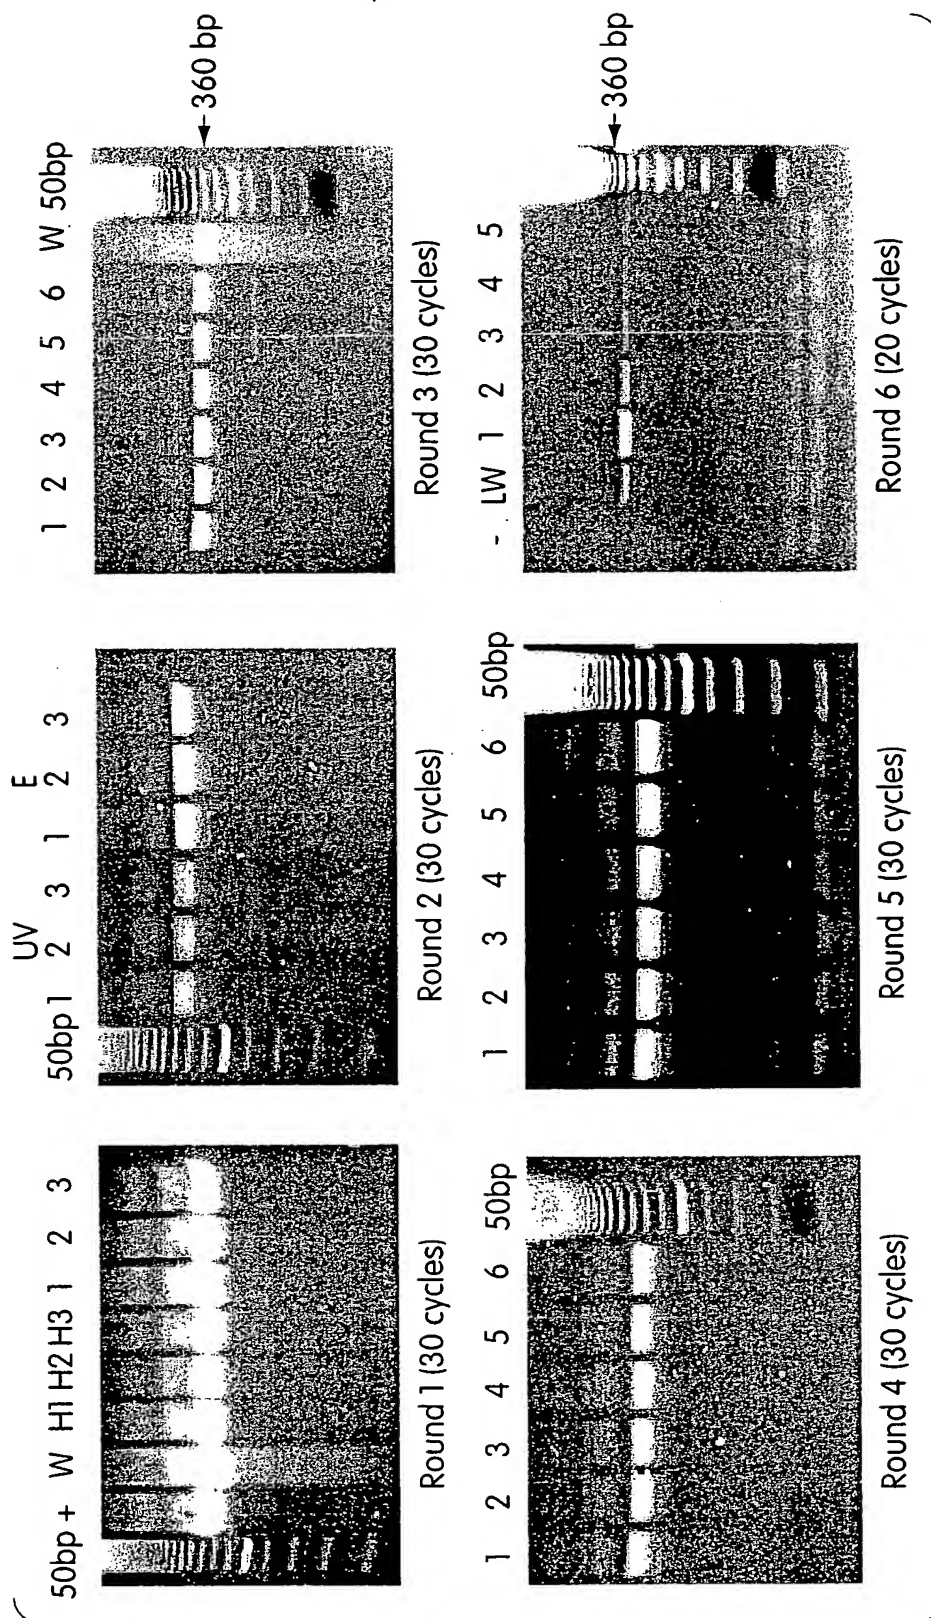 50bp + W H1 H2 H3 1 2 3
Round 1 (30 cycles)
UV E
50bp 1 2 3 1 2 3
Round 2 (30 cycles)
1 2 3 4 5 6 W 50bp
360 bp
Round 3 (30 cycles)
1 2 3 4 5 6 50bp
Round 4 (30 cycles)
1 2 3 4 5 6 50bp
Round 5 (30 cycles)
- LW 1 2 3 4 5
360 bp
Round 6 (20 cycles)